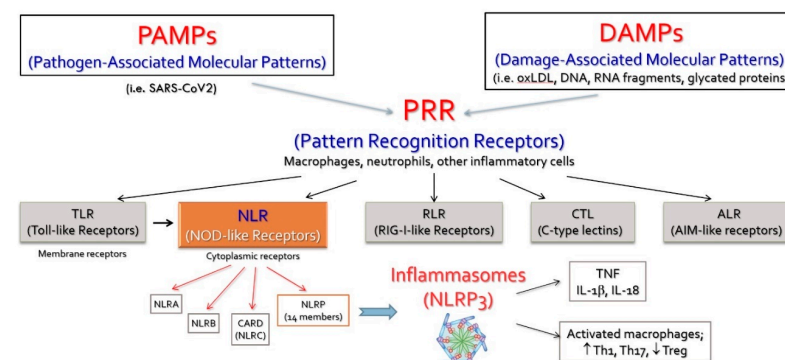 PAMPs
(Pathogen-Associated Molecular Patterns)
(i.e. SARS-CoV2)
DAMPs
(Damage-Associated Molecular Patterns)
(i.e. oxLDL, DNA, RNA fragments, glycated proteins)
PRR
(Pattern Recognition Receptors)
Macrophages, neutrophils, other inflammatory cells
TLR
(Toll-like Receptors)
Membrane receptors
NLR
(NOD-like Receptors)
Cytoplasmic receptors
RLR
(RIG-I-like Receptors)
CTL
(C-type lectins)
ALR
(AIM-like receptors)
NLRA
NLRB
CARD
(NLRC)
NLRP
(14 members)
Inflammasomes
(NLRP3)
TNF
IL-1β, IL-18
Activated macrophages;
↑Th1, Th17, ↓Treg